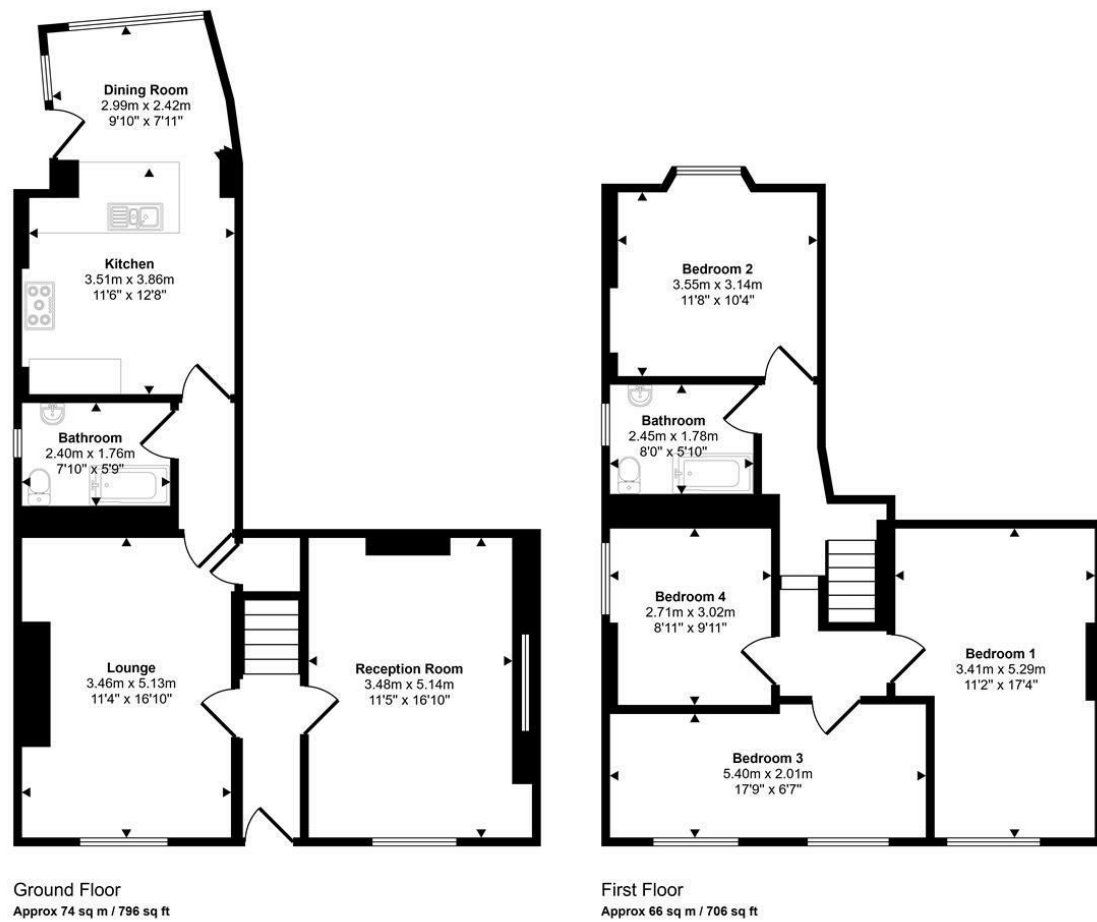 Dining Room
2.99m x 2.42m
9'10" x 7'11"
Kitchen
3.51m x 3.86m
11'6" x 12'8"
Bathroom
2.40m x 1.76m
7'10" x 5'9"
Lounge
3.46m x 5.13m
11'4" x 16'10"
Reception Room
3.48m x 5.14m
11'5" x 16'10"
Ground Floor
Approx 74 sq m / 796 sq ft
Bedroom 2
3.55m x 3.14m
11'8" x 10'4"
Bathroom
2.45m x 1.78m
8'0" x 5'10"
Bedroom 4
2.71m x 3.02m
8'11" x 9'11"
Bedroom 1
3.41m x 5.29m
11'2" x 17'4"
Bedroom 3
5.40m x 2.01m
17'9" x 6'7"
First Floor
Approx 66 sq m / 706 sq ft